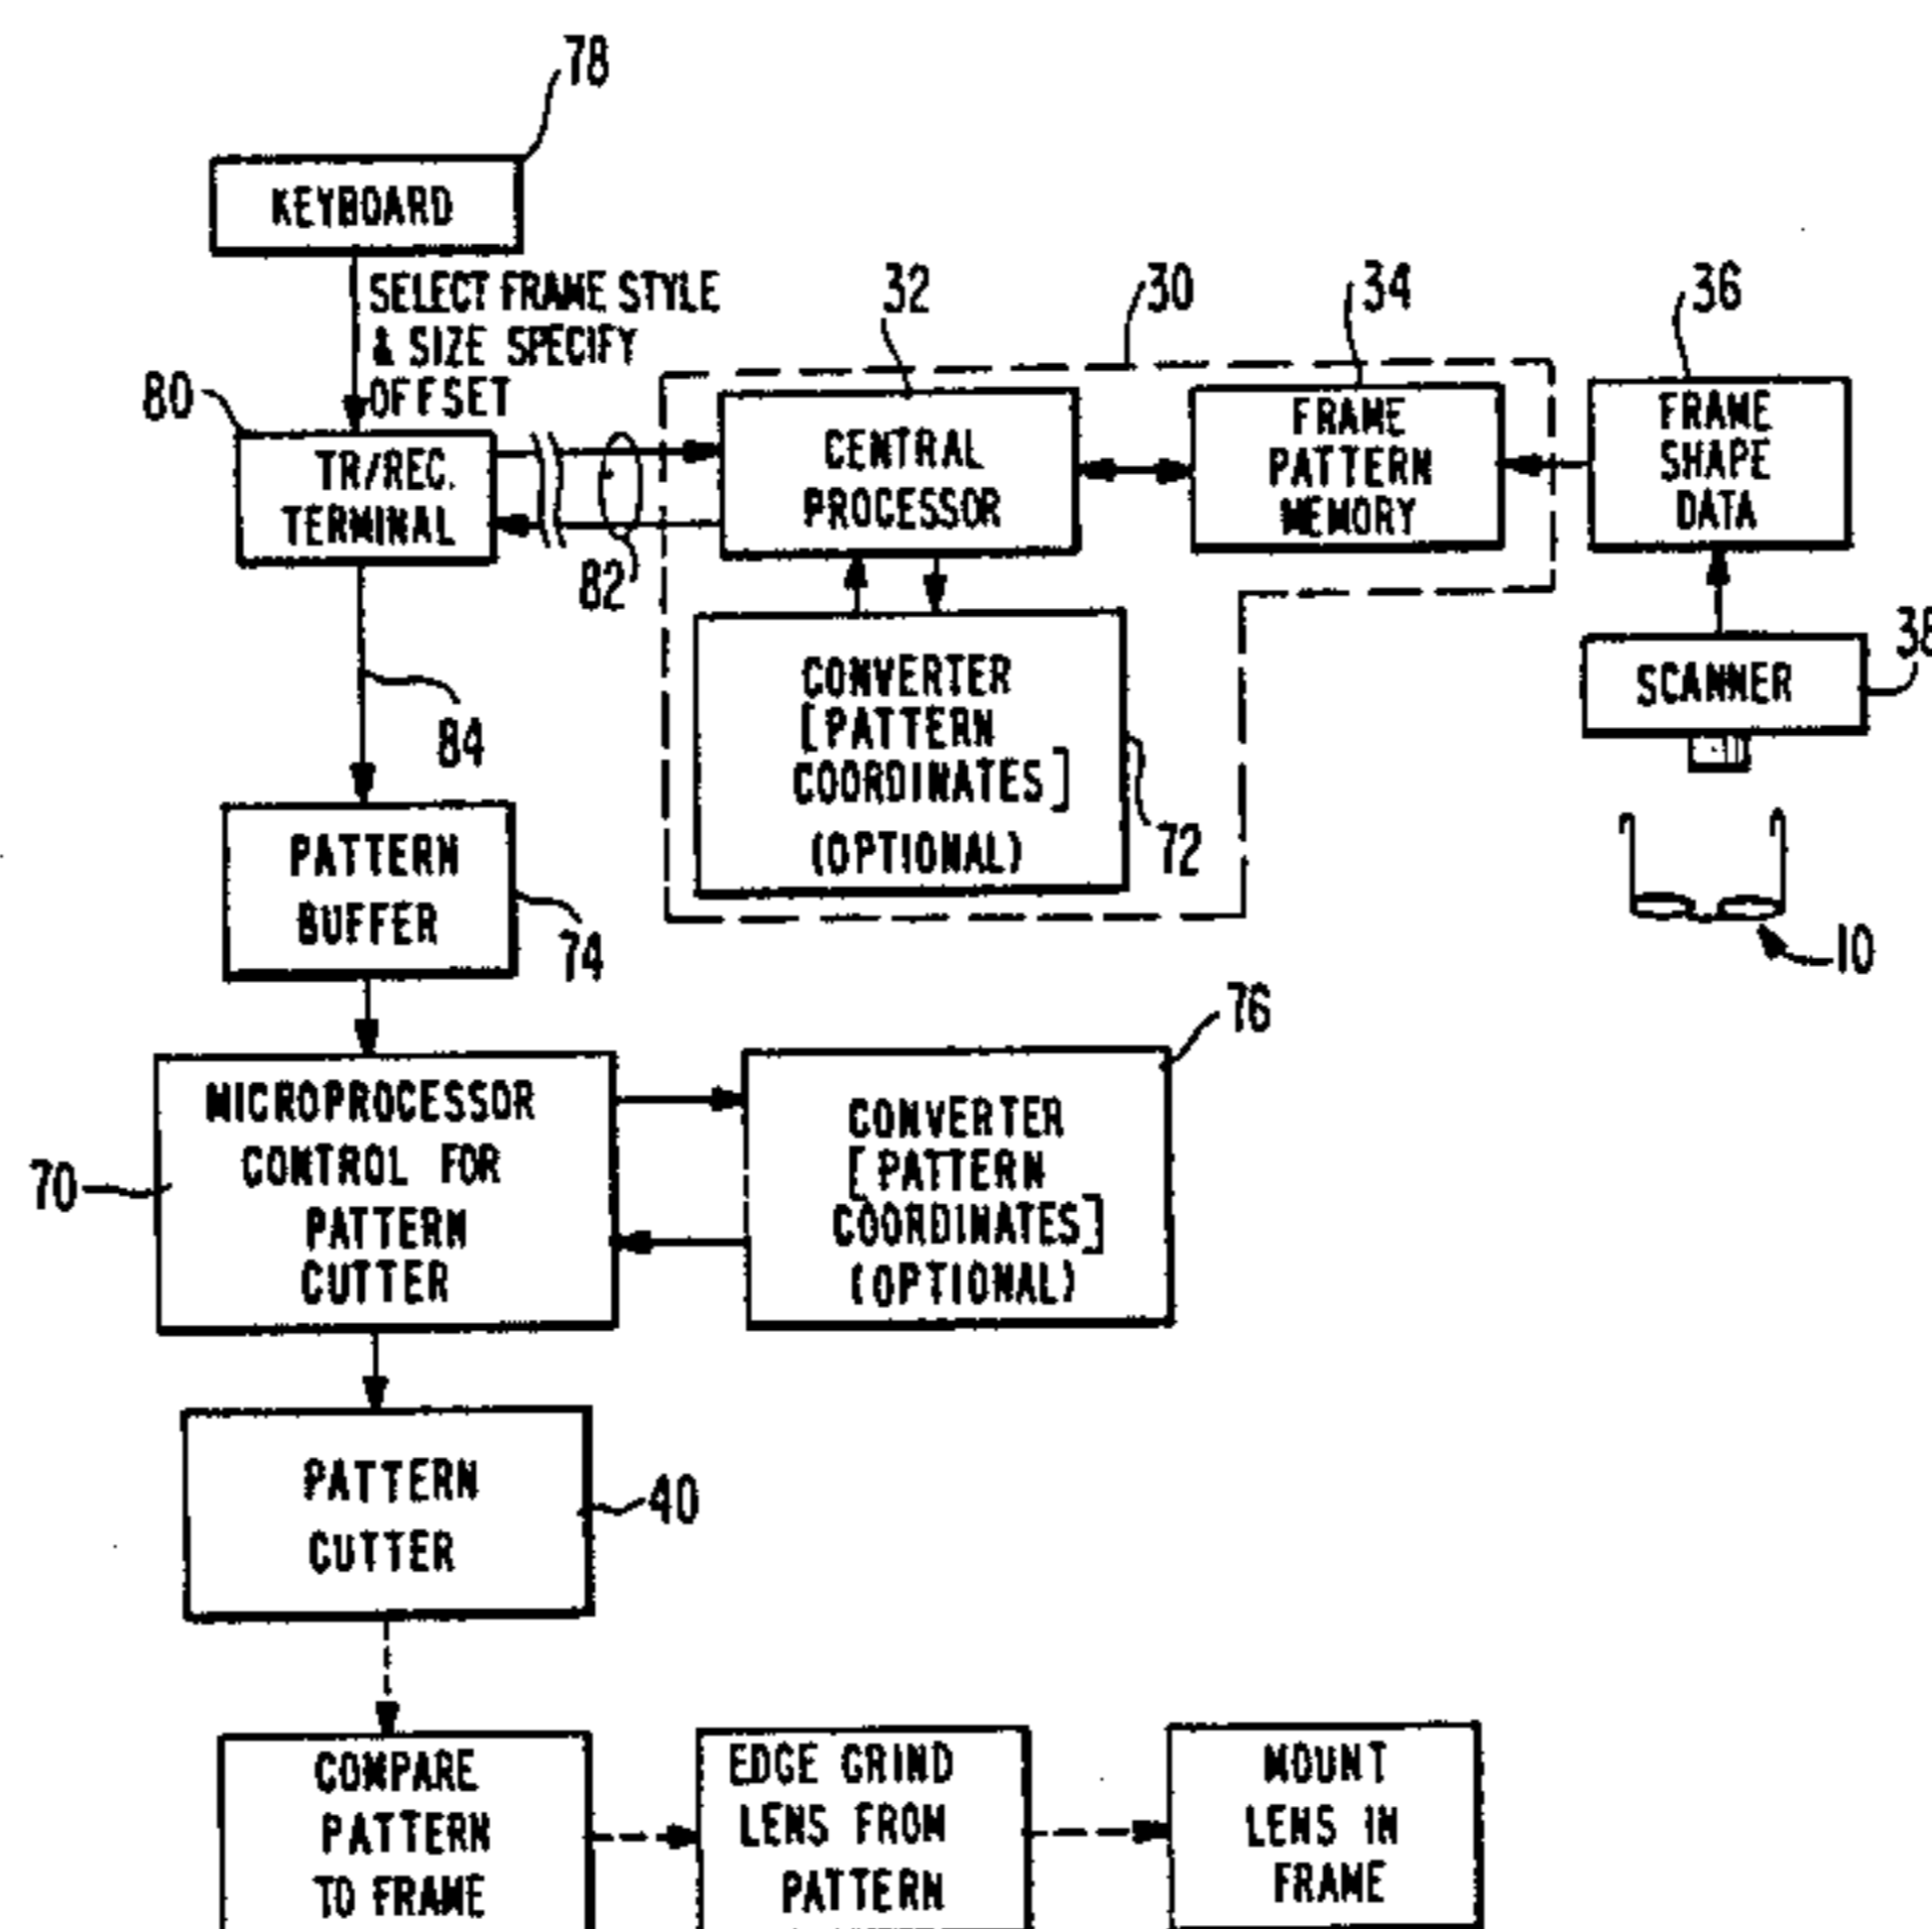 78
KEYBOARD
SELECT FRAME STYLE
& SIZE SPECIFY
OFFSET
80
TR/REC.
TERMINAL
82
84
32
30
34
36
CENTRAL
PROCESSOR
FRAME
PATTERN
MEMORY
FRAME
SHAPE
DATA
CONVERTER
[PATTERN
COORDINATES]
(OPTIONAL)
72
SCANNER
38
10
PATTERN
BUFFER
74
76
MICROPROCESSOR
CONTROL FOR
PATTERN
CUTTER
70
CONVERTER
[PATTERN
COORDINATES]
(OPTIONAL)
PATTERN
CUTTER
40
COMPARE
PATTERN
TO FRAME
EDGE GRIND
LENS FROM
PATTERN
MOUNT
LENS IN
FRAME